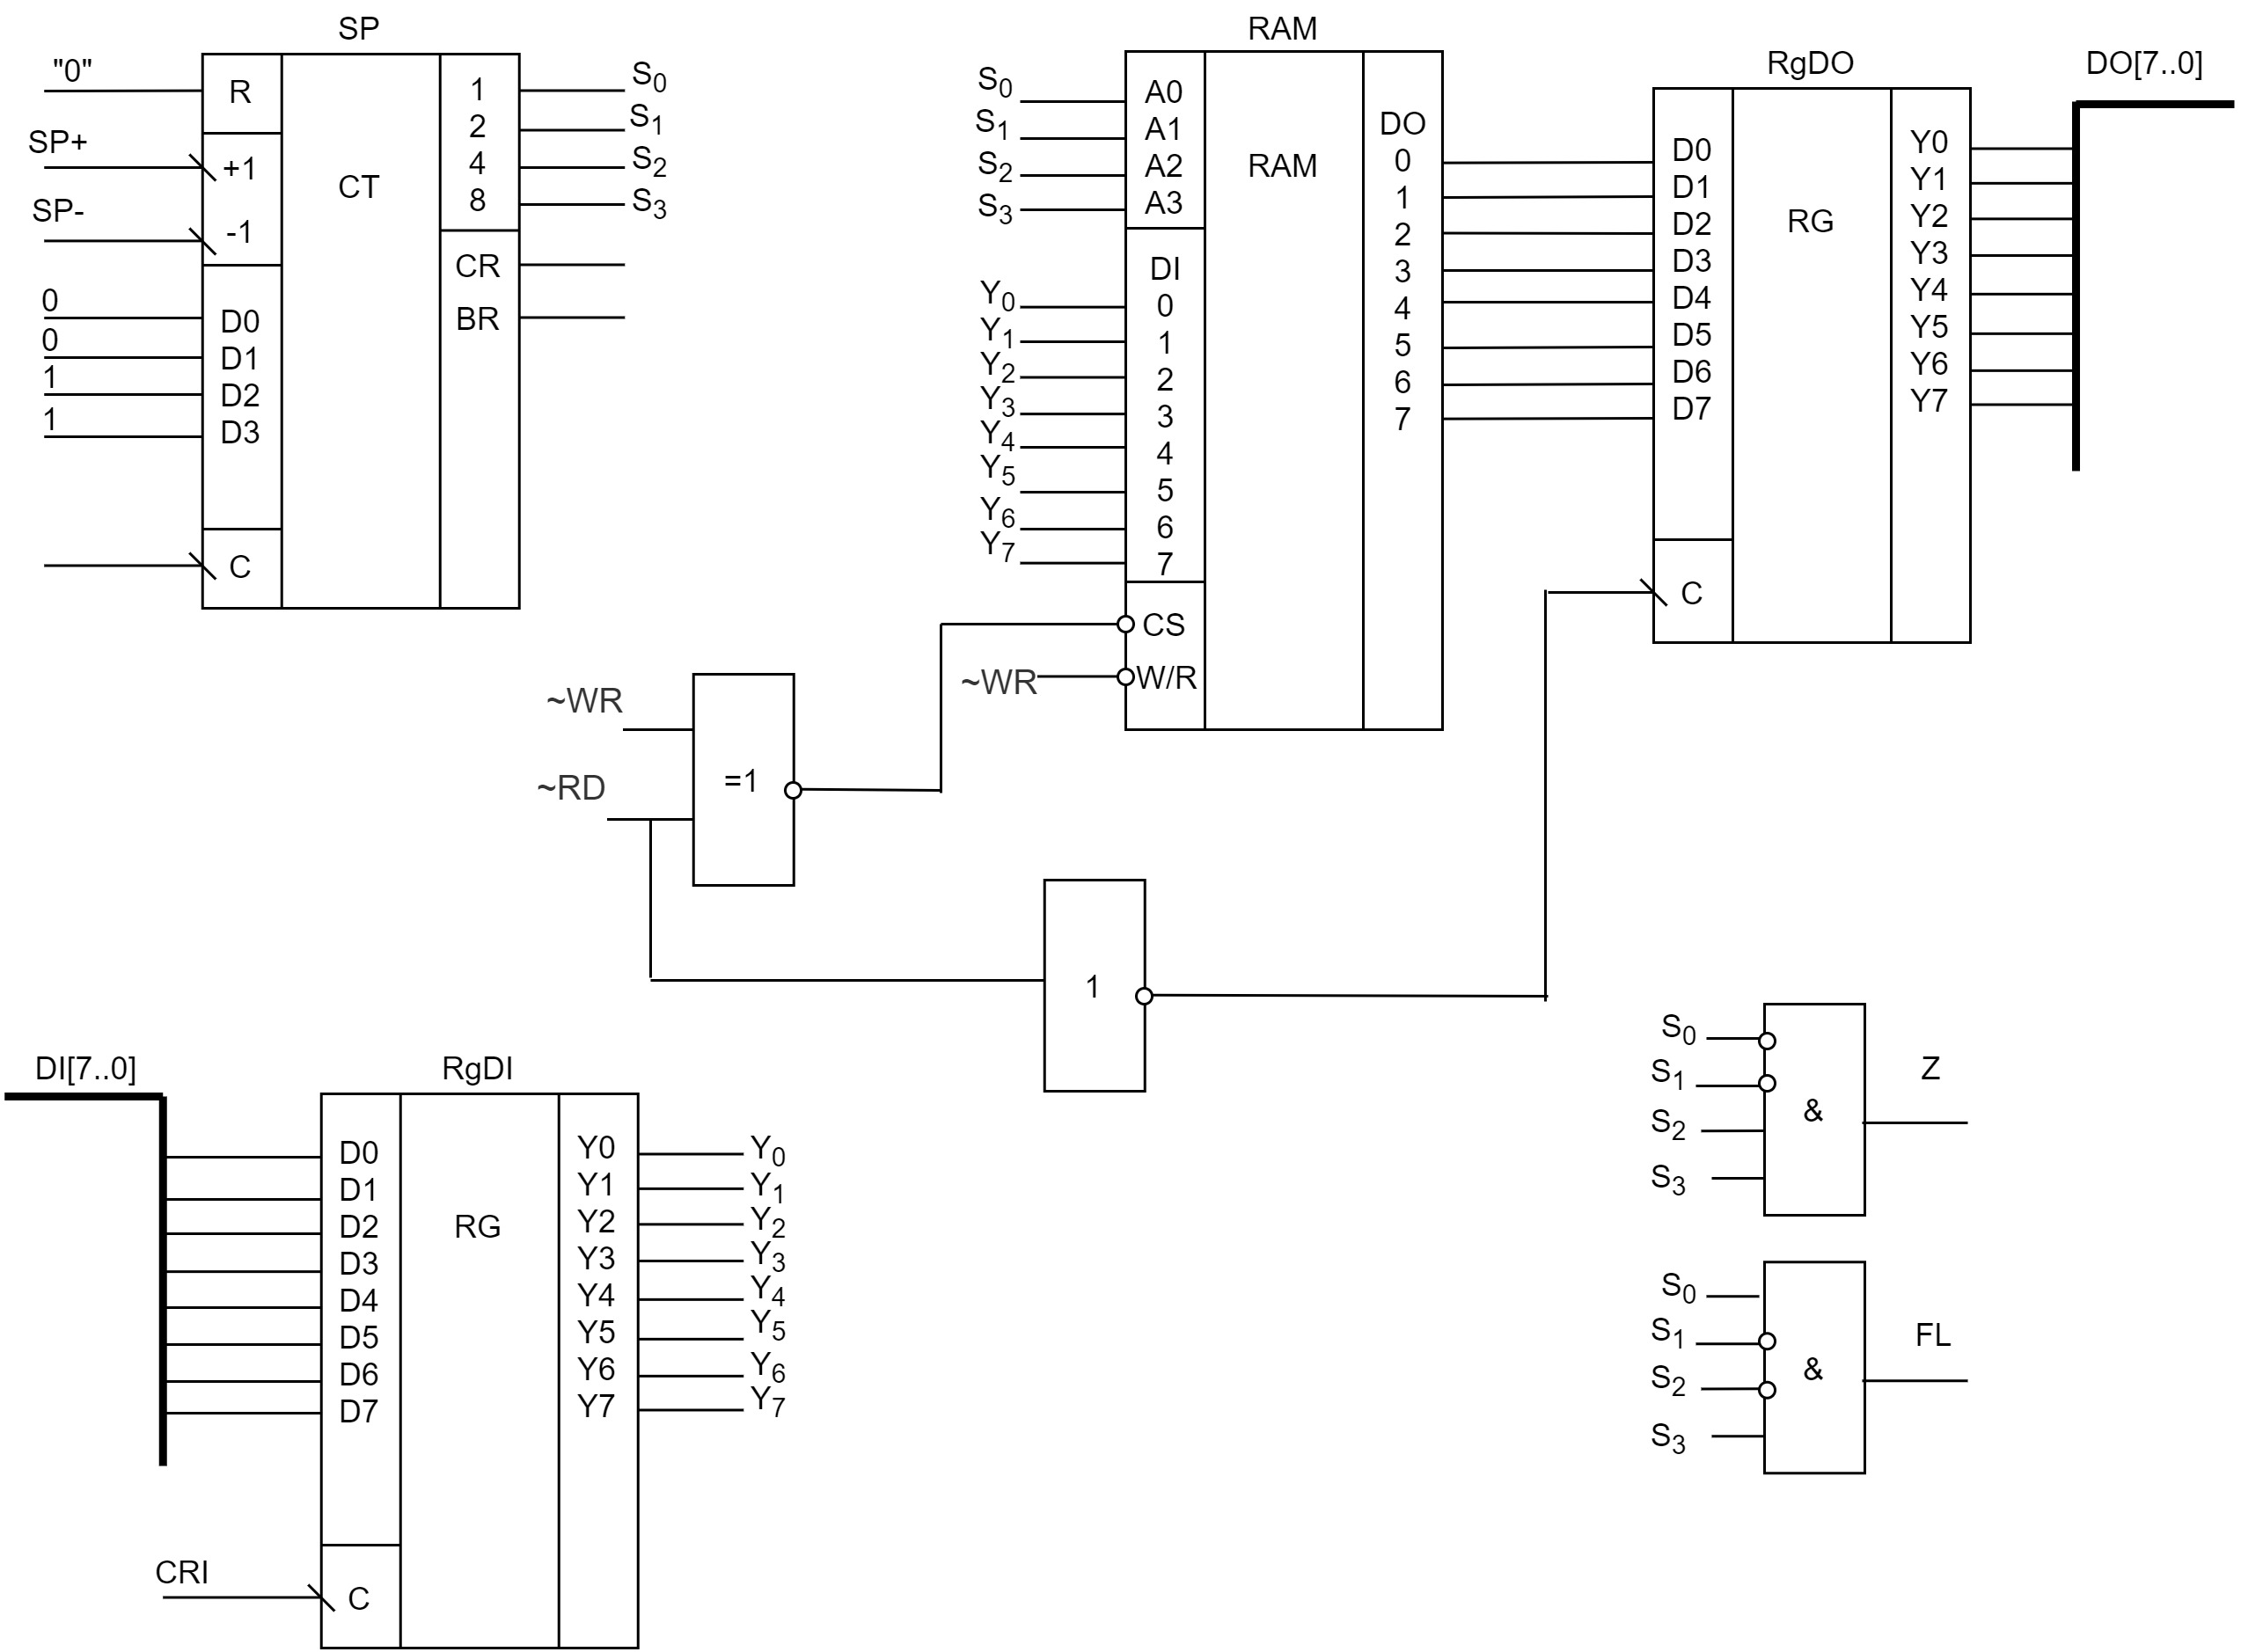 SP
"0"
SP+
SP-
0
0
1
1
R
+1
-1
D0
D1
D2
D3
C
CT
1
2
4
8
CR
BR
S0
S1
S2
S3
RAM
S0
S1
S2
S3
Y0
Y1
Y2
Y3
Y4
Y5
Y6
Y7
A0
A1
A2
A3
DI
0
1
2
3
4
5
6
7
CS
W/R
~WR
RAM
DO
0
1
2
3
4
5
6
7
RgDO
D0
D1
D2
D3
D4
D5
D6
D7
C
RG
Y0
Y1
Y2
Y3
Y4
Y5
Y6
Y7
DO[7..0]
~WR
~RD
=1
1
DI[7..0]
RgDI
D0
D1
D2
D3
D4
D5
D6
D7
CRI
C
RG
Y0
Y1
Y2
Y3
Y4
Y5
Y6
Y7
Y0
Y1
Y2
Y3
Y4
Y5
Y6
Y7
S0
S1
S2
S3
&
Z
S0
S1
S2
S3
&
FL